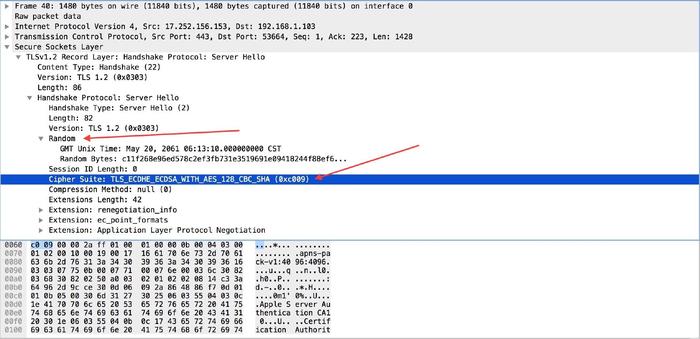 Frame 40: 1480 bytes on wire (11840 bits), 1480 bytes captured (11840 bits) on interface 0
Raw packet data
Internet Protocol Version 4, Src: 17.252.156.153, Dst: 192.168.1.103
Transmission Control Protocol, Src Port: 443, Dst Port: 53664, Seq: 1, Ack: 223, Len: 1428
Secure Sockets Layer
TLSv1.2 Record Layer: Handshake Protocol: Server Hello
Content Type: Handshake (22)
Version: TLS 1.2 (0x0303)
Length: 86
Handshake Protocol: Server Hello
Handshake Type: Server Hello (2)
Length: 82
Version: TLS 1.2 (0x0303)
Random
GMT Unix Time: May 20, 2061 06:13:10.000000000 CST
Random Bytes: c11f268e96ed578c2ef3fb731e3519691e09418244f88ef6...
Session ID Length: 0
Cipher Suite: TLS_ECDHE_ECDSA_WITH_AES_128_CBC_SHA (0xc009)
Compression Method: null (0)
Extensions Length: 42
Extension: renegotiation_info
Extension: ec_point_formats
Extension: Application Layer Protocol Negotiation
0060 c0 09 00 00 2a ff 01 00 01 00 00 0b 00 04 03 00 ....*... ........
0070 01 02 00 10 00 19 00 17 16 61 70 6e 73 2d 70 61 ........ .apns-pa
0080 63 6b 2d 76 31 3a 34 30 39 36 3a 34 30 39 36 16 ck-v1:40 96:4096.
0090 03 03 07 75 0b 00 07 71 00 07 6e 00 03 6c 30 82 ...u...q ..n..l0.
00a0 03 68 30 82 02 50 a0 03 02 01 02 02 08 14 c3 3a .h0..P.. .......:
00b0 64 96 2d 9c ce 30 0d 06 09 2a 86 48 86 f7 0d 01 d.-..0.. .*.H....
00c0 01 0b 05 00 30 6d 31 27 30 25 06 03 55 04 03 0c ....0m1' 0%..U...
00d0 1e 41 70 70 6c 65 20 53 65 72 76 65 72 20 41 75 .Apple S erver Au
00e0 74 68 65 6e 74 69 63 61 74 69 6f 6e 20 43 41 31 thentica tion CA1
00f0 20 30 1e 06 03 55 04 0b 0c 17 43 65 72 74 69 66 0...U.. ..Certif
0100 69 63 61 74 69 6f 6e 20 41 75 74 68 6f 72 69 74 ication Authorit